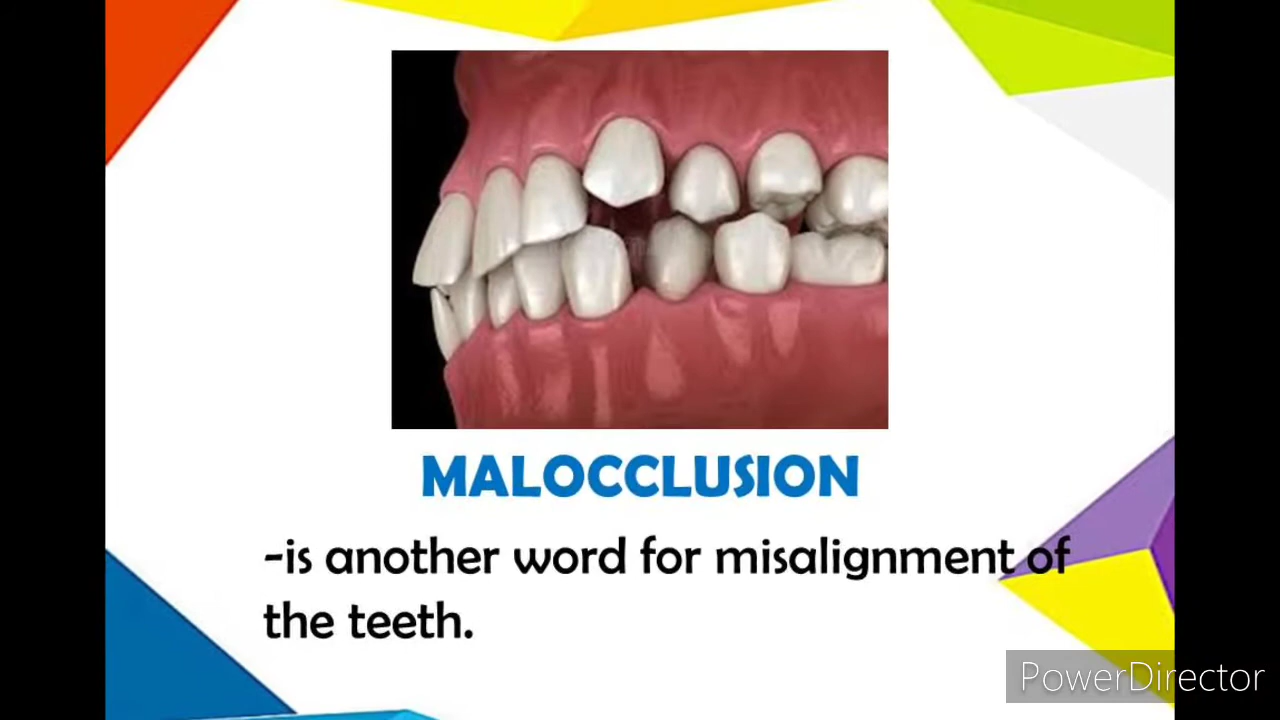 MALOCCLUSION
-is another word for misalignment of
the teeth.
PowerDirector